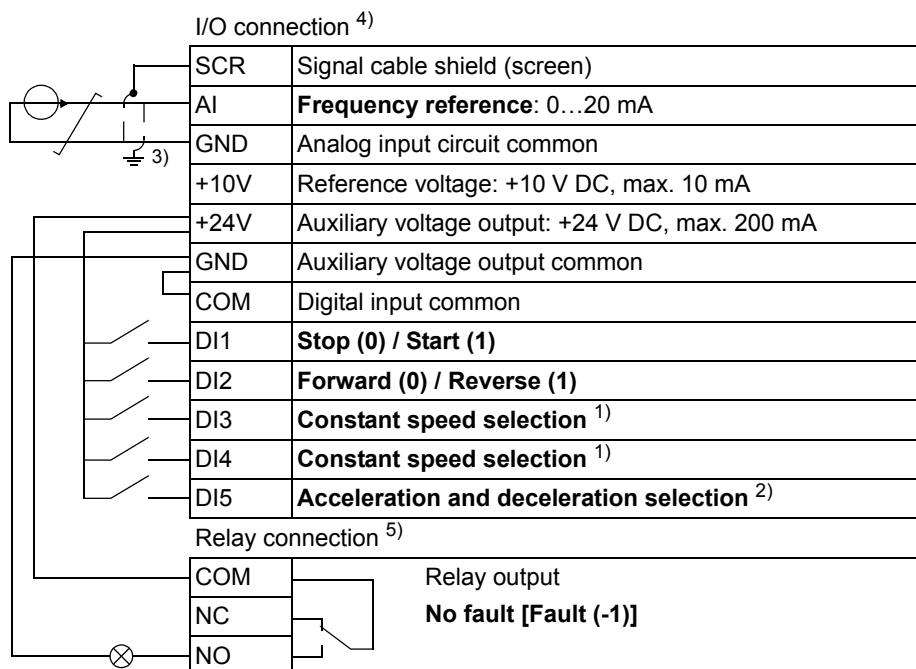 I/O connection 4)
SCR Signal cable shield (screen)
AI Frequency reference: 0…20 mA
GND Analog input circuit common
3)
+10V Reference voltage: +10 V DC, max. 10 mA
+24V Auxiliary voltage output: +24 V DC, max. 200 mA
GND Auxiliary voltage output common
COM Digital input common
DI1 Stop (0) / Start (1)
DI2 Forward (0) / Reverse (1)
DI3 Constant speed selection 1)
DI4 Constant speed selection 1)
DI5 Acceleration and deceleration selection 2)
Relay connection 5)
COM Relay output
NC No fault [Fault (-1)]
NO